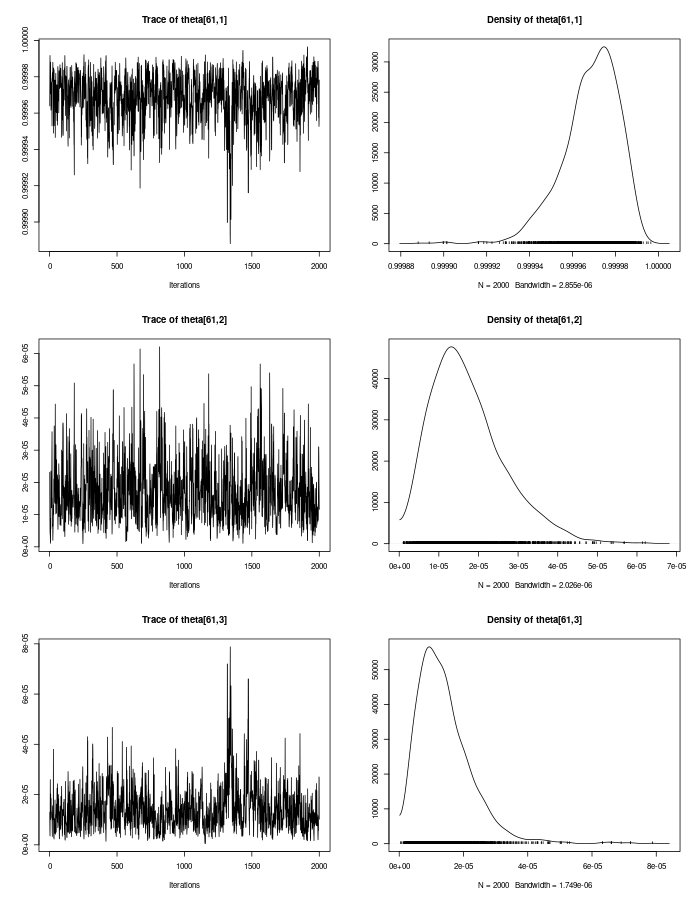 Trace of theta[61,1]
1.00000
0.99998
0.99996
0.99994
0.99992
0.99990
0 500 1000 1500 2000
Iterations
Density of theta[61,1]
30000
25000
20000
15000
10000
5000
0
0.99988 0.99990 0.99992 0.99994 0.99996 0.99998 1.00000
N = 2000 Bandwidth = 2.855e-06
Trace of theta[61,2]
6e-05
5e-05
4e-05
3e-05
2e-05
1e-05
0e+00
0 500 1000 1500 2000
Iterations
Density of theta[61,2]
40000
30000
20000
10000
0
0e+00 1e-05 2e-05 3e-05 4e-05 5e-05 6e-05 7e-05
N = 2000 Bandwidth = 2.026e-06
Trace of theta[61,3]
8e-05
6e-05
4e-05
2e-05
0e+00
0 500 1000 1500 2000
Iterations
Density of theta[61,3]
50000
40000
30000
20000
10000
0
0e+00 2e-05 4e-05 6e-05 8e-05
N = 2000 Bandwidth = 1.749e-06